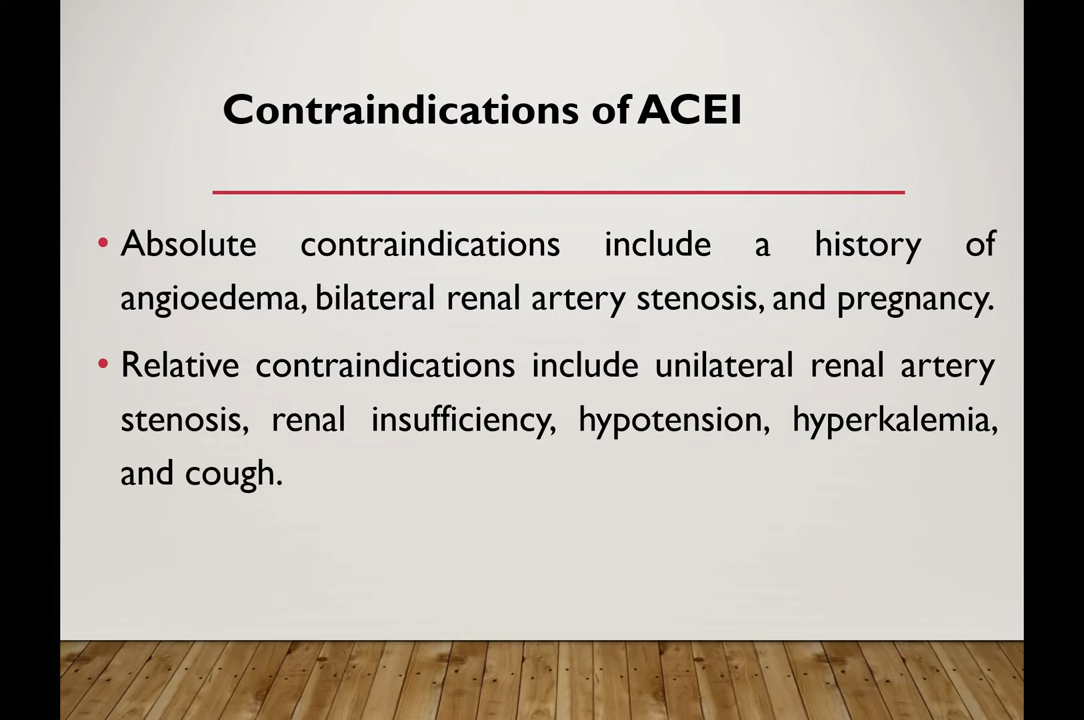 Contraindications of ACEI
• Absolute contraindications include a history of
angioedema, bilateral renal artery stenosis, and pregnancy.
• Relative contraindications include unilateral renal artery
stenosis, renal insufficiency, hypotension, hyperkalemia,
and cough.